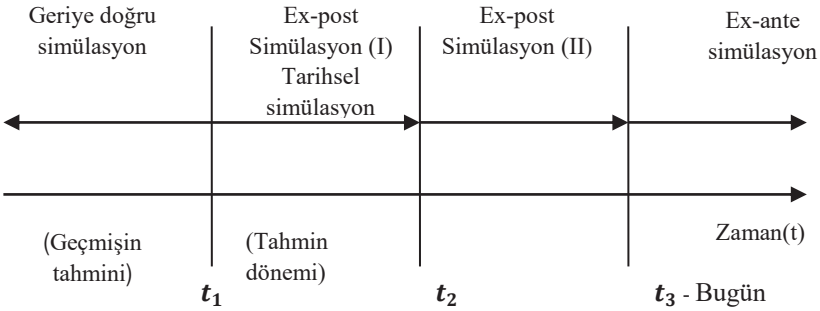 Geriye doğru
simülasyon
Ex-post
Simülasyon (I)
Tarihsel
simülasyon
Ex-post
Simülasyon (II)
Ex-ante
simülasyon
(Geçmişin
tahmini)
(Tahmin
dönemi)
Zaman(t)
t₁
t₂
t₃ - Bugün